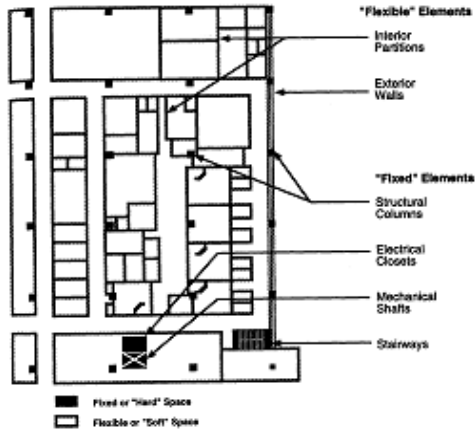 "Flexible" Elements
Interior
Partitions
Exterior
Walls
"Fixed" Elements
Structural
Columns
Electrical
Closets
Mechanical
Shafts
Stairways
Fixed or "Hard" Space
Flexible or "Soft" Space